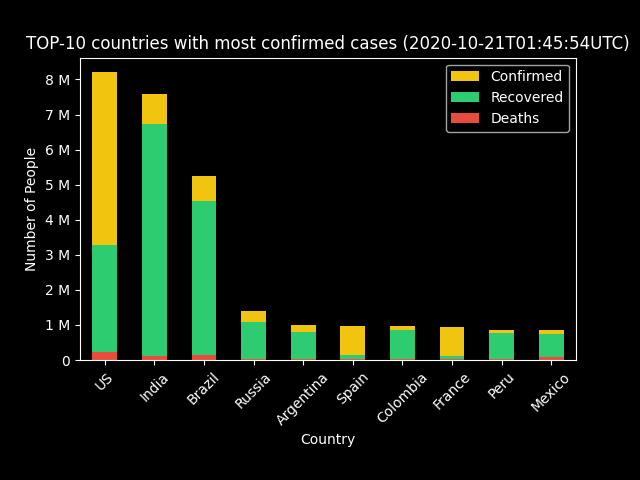 TOP-10 countries with most confirmed cases (2020-10-21T01:45:54UTC)
Confirmed
Recovered
Deaths
8 M
7 M
6 M
5 M
4 M
3 M
2 M
1 M
0
Number of People
US
India
Brazil
Russia
Argentina
Spain
Colombia
France
Peru
Mexico
Country